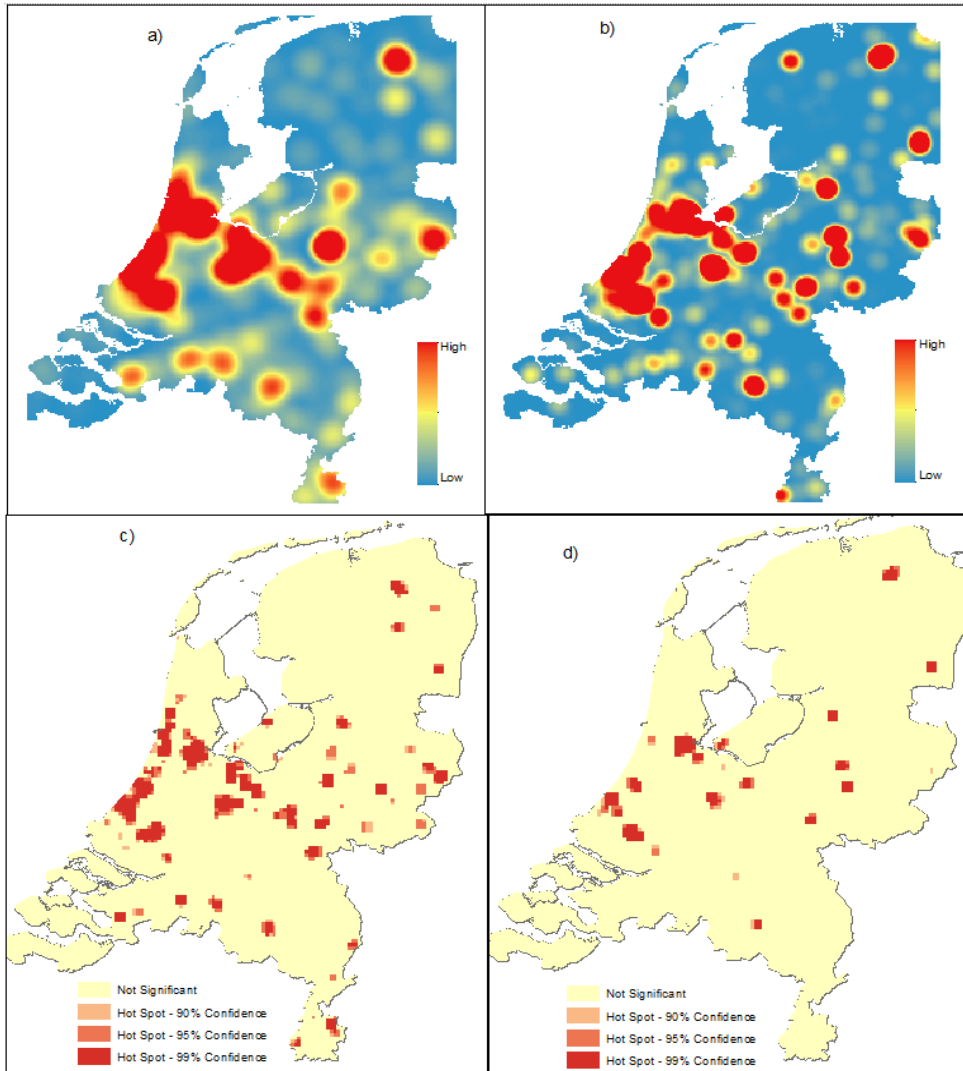 a)
High
Low
b)
High
Low
c)
Not Significant
Hot Spot - 90% Confidence
Hot Spot - 95% Confidence
Hot Spot - 99% Confidence
d)
Not Significant
Hot Spot - 90% Confidence
Hot Spot - 95% Confidence
Hot Spot - 99% Confidence